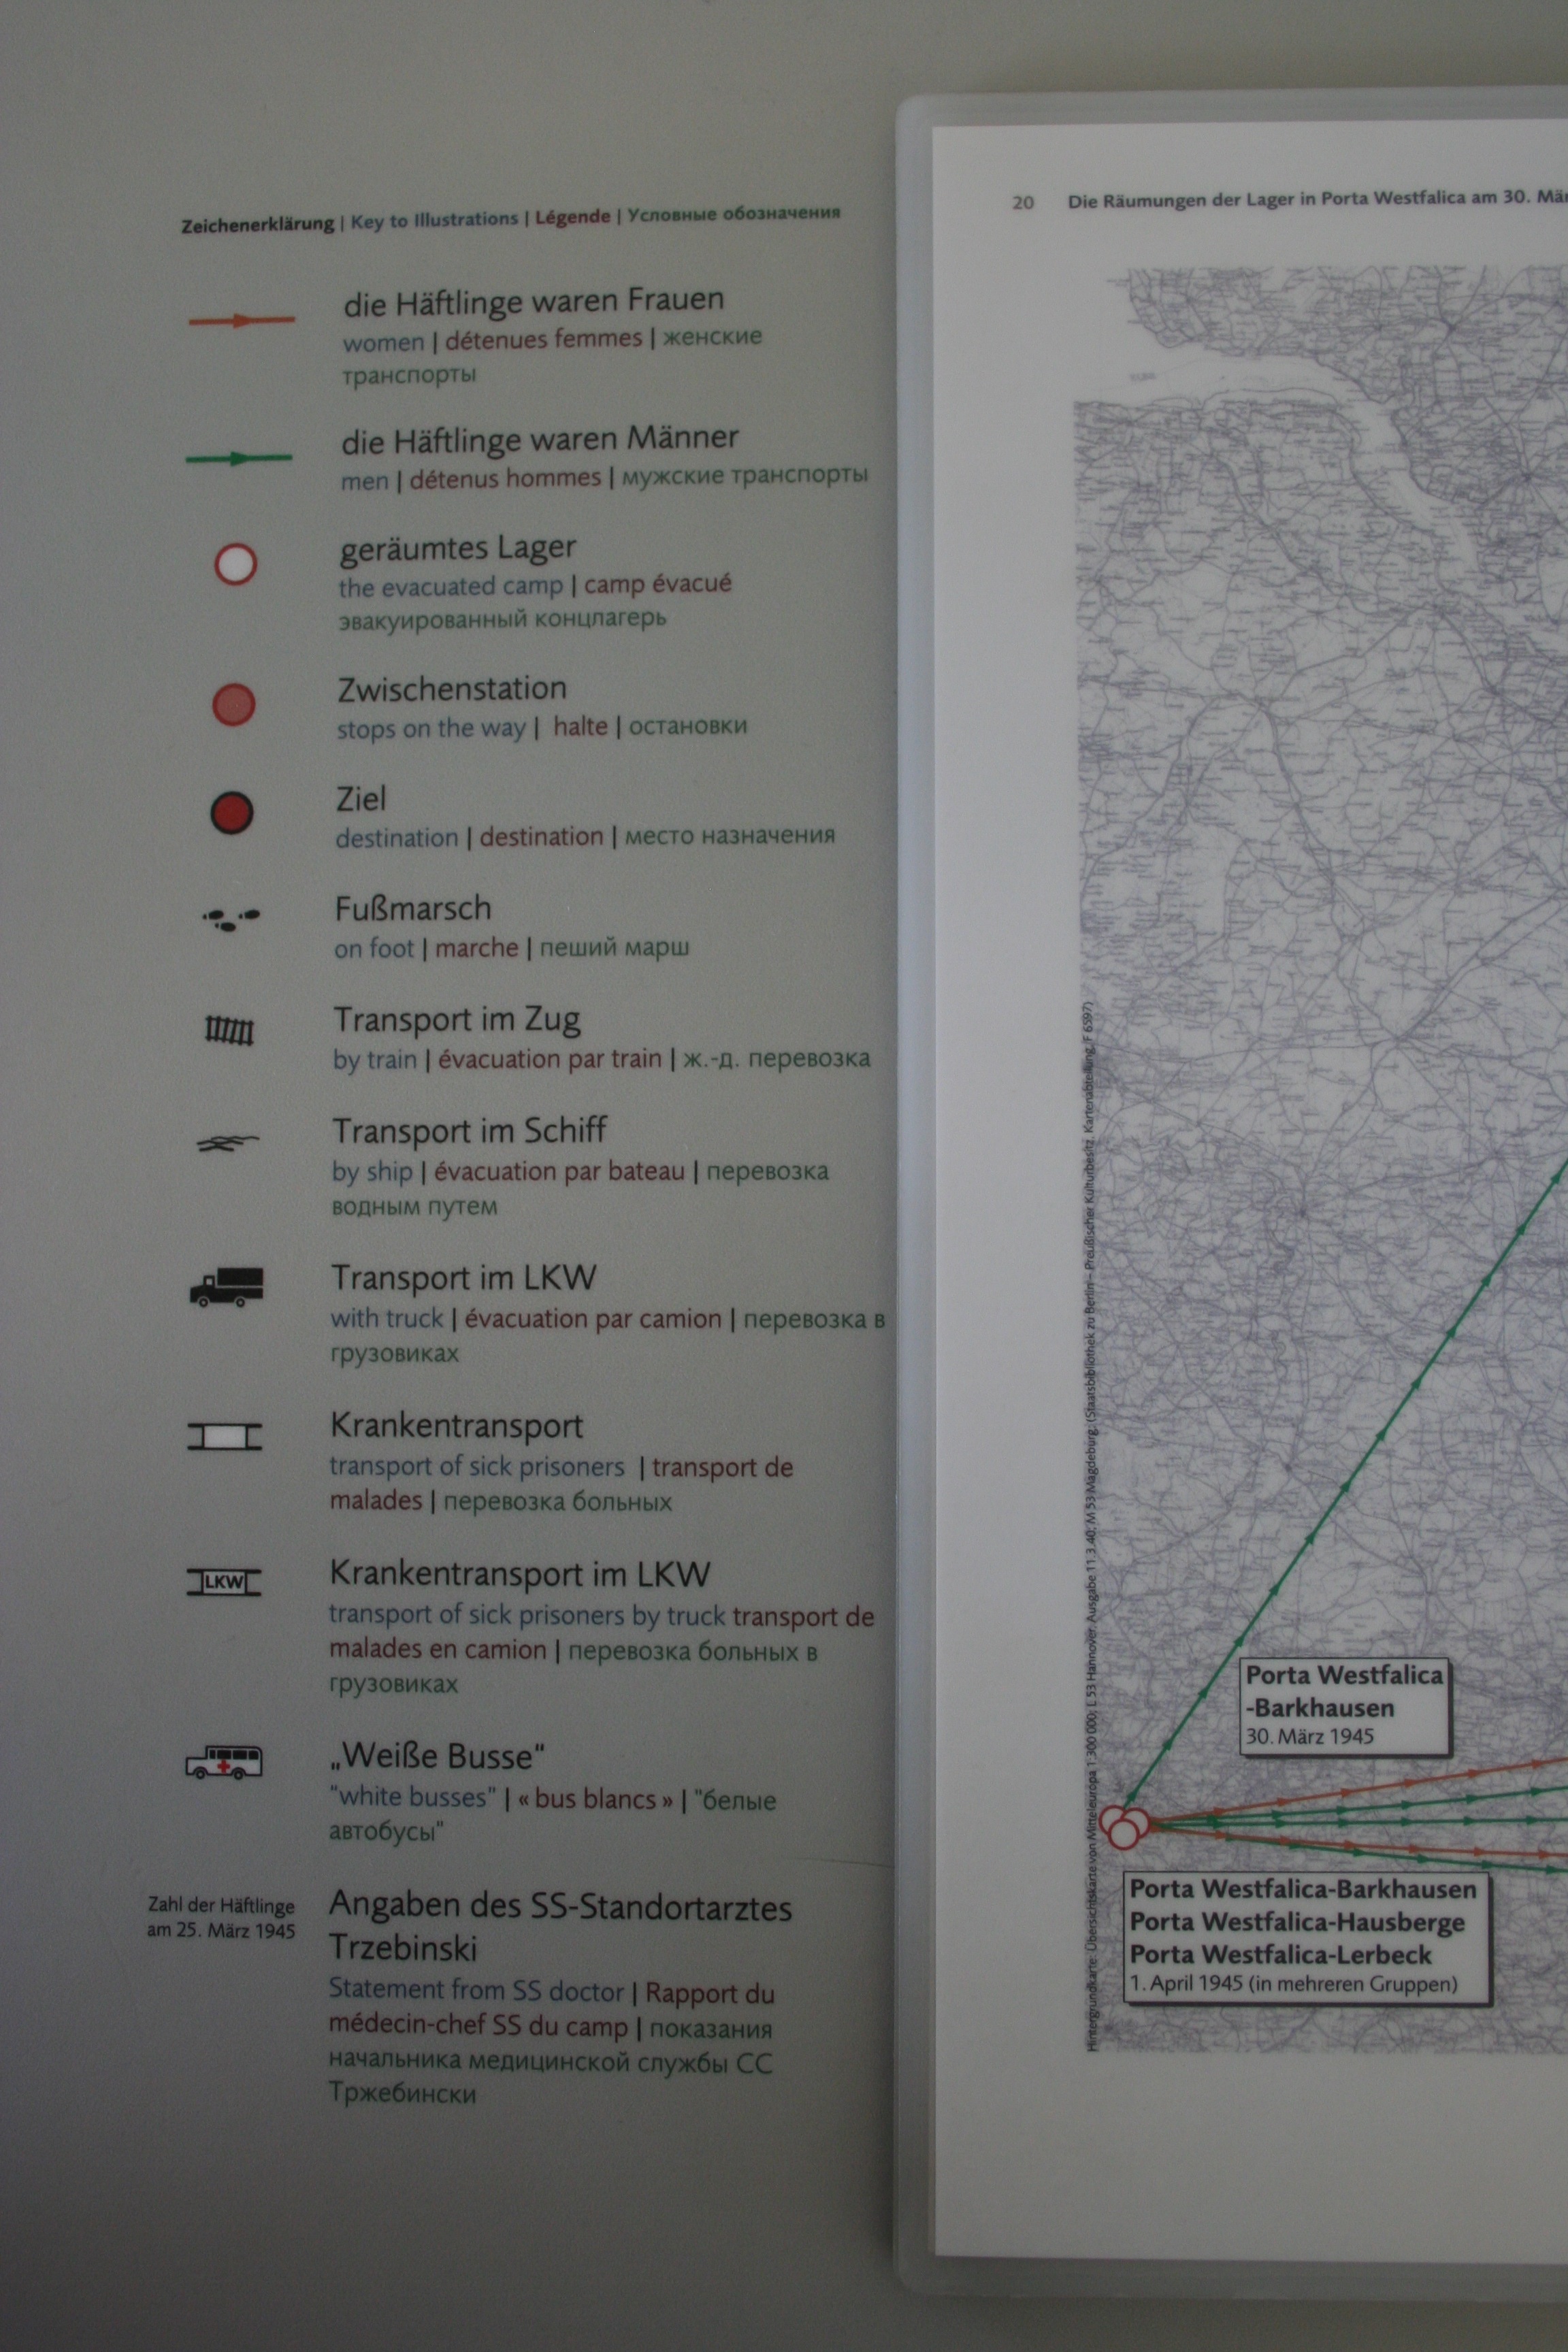 Zeichenerklärung | Key to Illustrations | Légende | Условные обозначения
die Häftlinge waren Frauen
women | détenues femmes | женские
транспорты
die Häftlinge waren Männer
men | détenus hommes | мужские транспорты
geräumtes Lager
the evacuated camp | camp évacué
эвакуированный концлагерь
Zwischenstation
stops on the way | halte | остановки
Ziel
destination | destination | место назначения
Fußmarsch
on foot | marche | пеший марш
Transport im Zug
by train | évacuation par train | ж.-д. перевозка
Transport im Schiff
by ship | évacuation par bateau | перевозка
водным путем
Transport im LKW
with truck | évacuation par camion | перевозка в
грузовиках
Krankentransport
transport of sick prisoners | transport de
malades | перевозка больных
LKW
Krankentransport im LKW
transport of sick prisoners by truck transport de
malades en camion | перевозка больных в
грузовиках
„Weiße Busse“
"white busses" | « bus blancs » | "белые
автобусы"
Zahl der Häftlinge
am 25. März 1945
Angaben des SS-Standortarztes
Trzebinski
Statement from SS doctor | Rapport du
médecin-chef SS du camp | показания
начальника медицинской службы СС
Тржебински
20 Die Räumungen der Lager in Porta Westfalica am 30. Mär
Hintergrundkarte: Übersichtskarte von Mitteleuropa 1:300 000; L 53 Hannover, Ausgabe 11.3.40; M 53 Magdeburg; (Staatsbibliothek zu Berlin – Preußischer Kulturbesitz, Kartenabteilung, F 6597)
Porta Westfalica
-Barkhausen
30. März 1945
Porta Westfalica-Barkhausen
Porta Westfalica-Hausberge
Porta Westfalica-Lerbeck
1. April 1945 (in mehreren Gruppen)